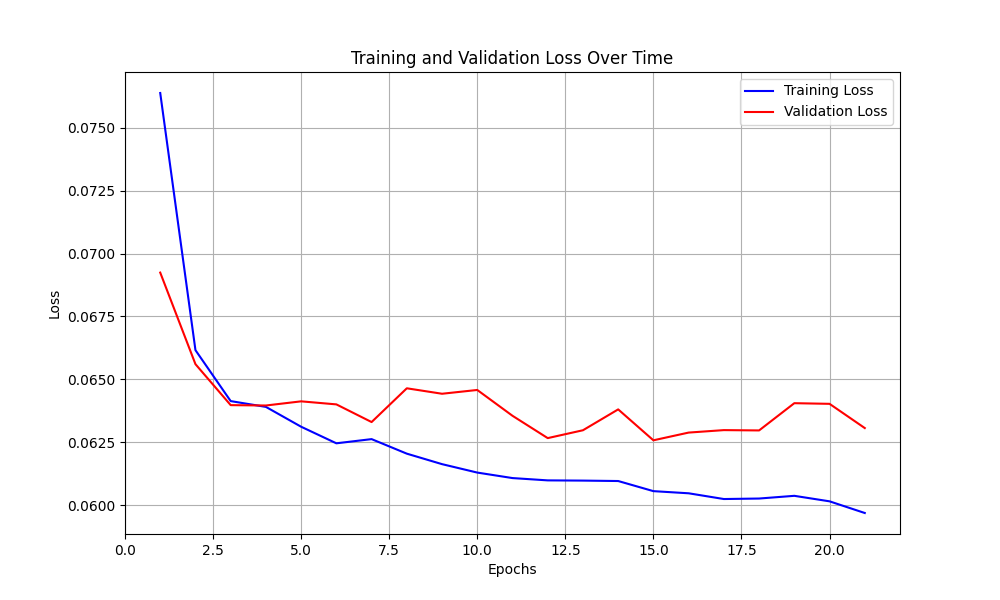 Training and Validation Loss Over Time
Training Loss
Validation Loss
0.0750
0.0725
0.0700
0.0675
0.0650
0.0625
0.0600
Loss
0.0 2.5 5.0 7.5 10.0 12.5 15.0 17.5 20.0
Epochs